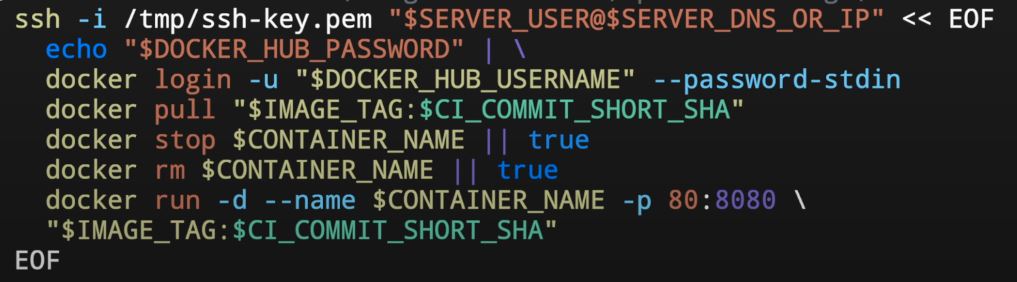 ssh -i /tmp/ssh-key.pem "$SERVER_USER@$SERVER_DNS_OR_IP" << EOF
  echo "$DOCKER_HUB_PASSWORD" | \
  docker login -u "$DOCKER_HUB_USERNAME" --password-stdin
  docker pull "$IMAGE_TAG:$CI_COMMIT_SHORT_SHA"
  docker stop $CONTAINER_NAME || true
  docker rm $CONTAINER_NAME || true
  docker run -d --name $CONTAINER_NAME -p 80:8080 \
  "$IMAGE_TAG:$CI_COMMIT_SHORT_SHA"
EOF